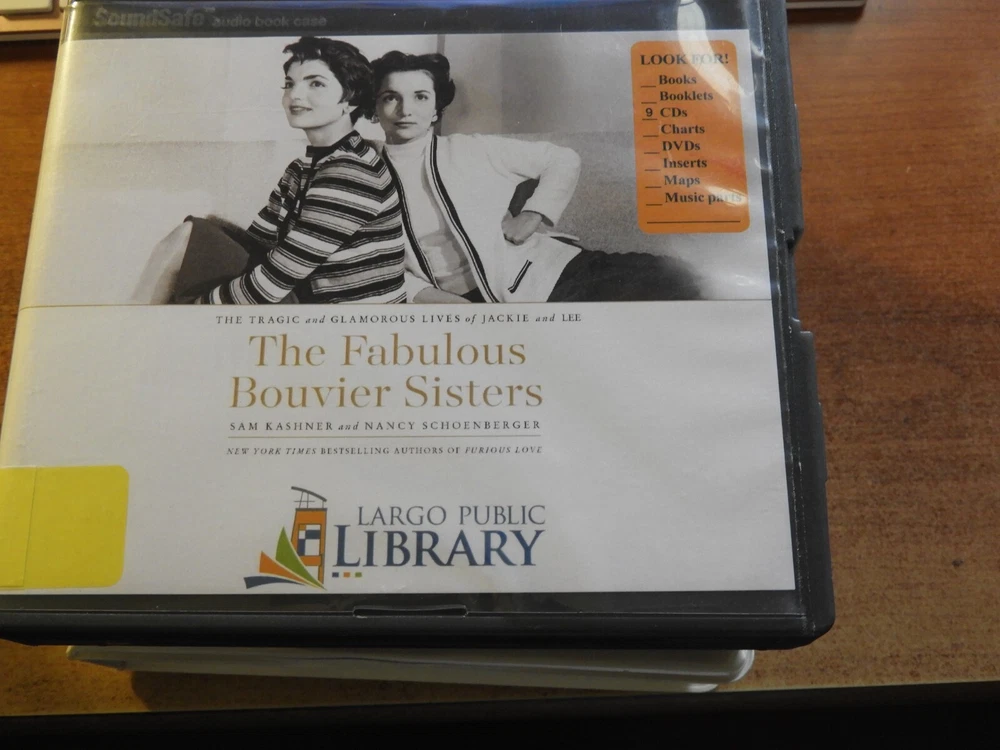 SoundSafe™ audio book case
LOOK FOR!
Books
Booklets
9 CDs
Charts
DVDs
Inserts
Maps
Music parts
THE TRAGIC and GLAMOROUS LIVES of JACKIE and LEE
The Fabulous
Bouvier Sisters
SAM KASHNER and NANCY SCHOENBERGER
NEW YORK TIMES BESTSELLING AUTHORS OF FURIOUS LOVE
LARGO PUBLIC
LIBRARY